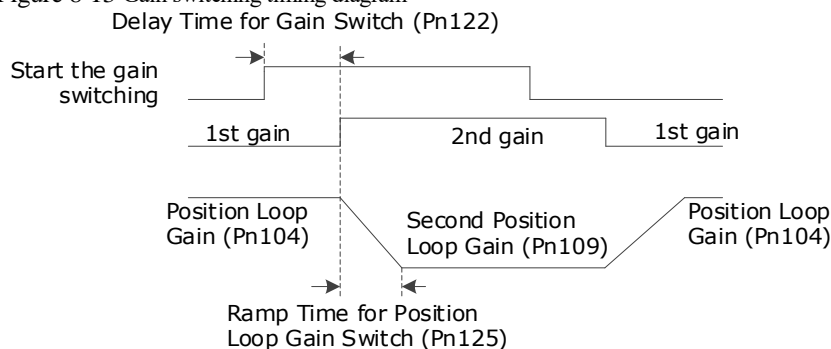 Figure 6-13 Gain switching timing diagram
Delay Time for Gain Switch (Pn122)
Start the gain
switching
1st gain
2nd gain
1st gain
Position Loop
Gain (Pn104)
Second Position
Loop Gain (Pn109)
Position Loop
Gain (Pn104)
Ramp Time for Position
Loop Gain Switch (Pn125)